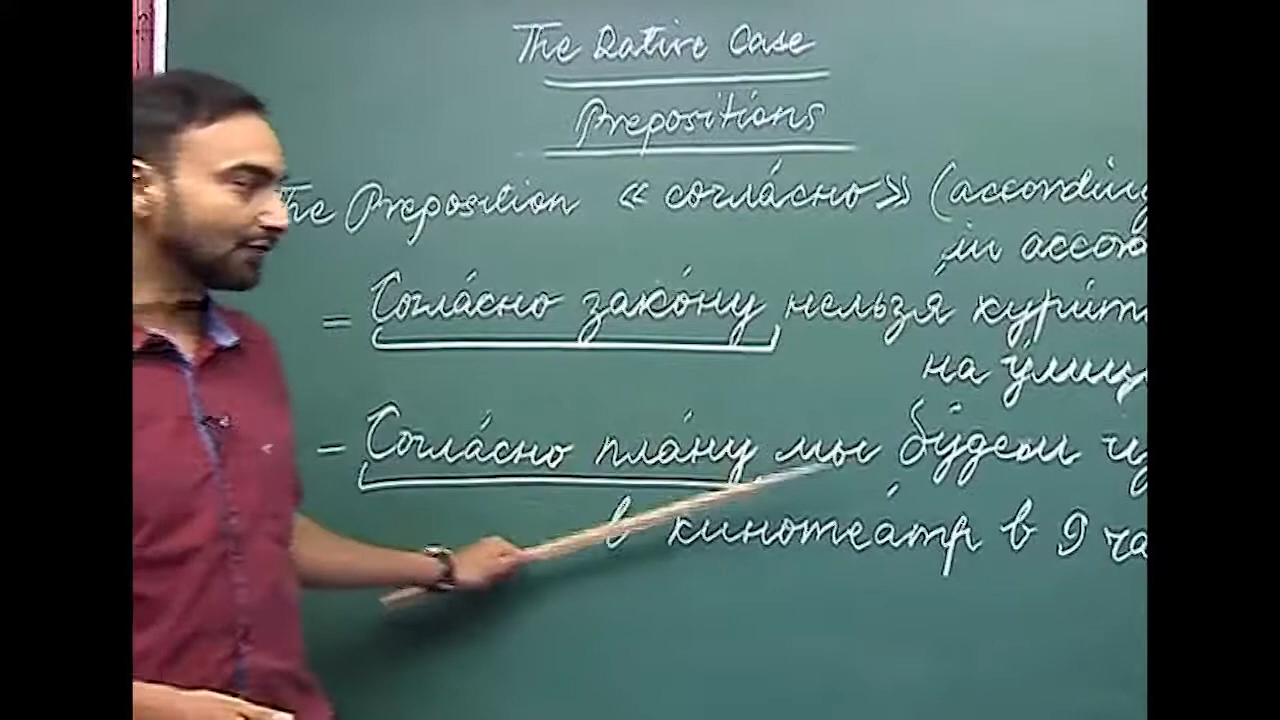 The Dative Case
Prepositions
The Preposition «согла́сно» (according
in accor
= Согла́сно зако́ну нельзя́ кури́т
на у́лиц
- Согла́сно пла́ну мы бу́дем
в кинотеа́тр в 9 ча